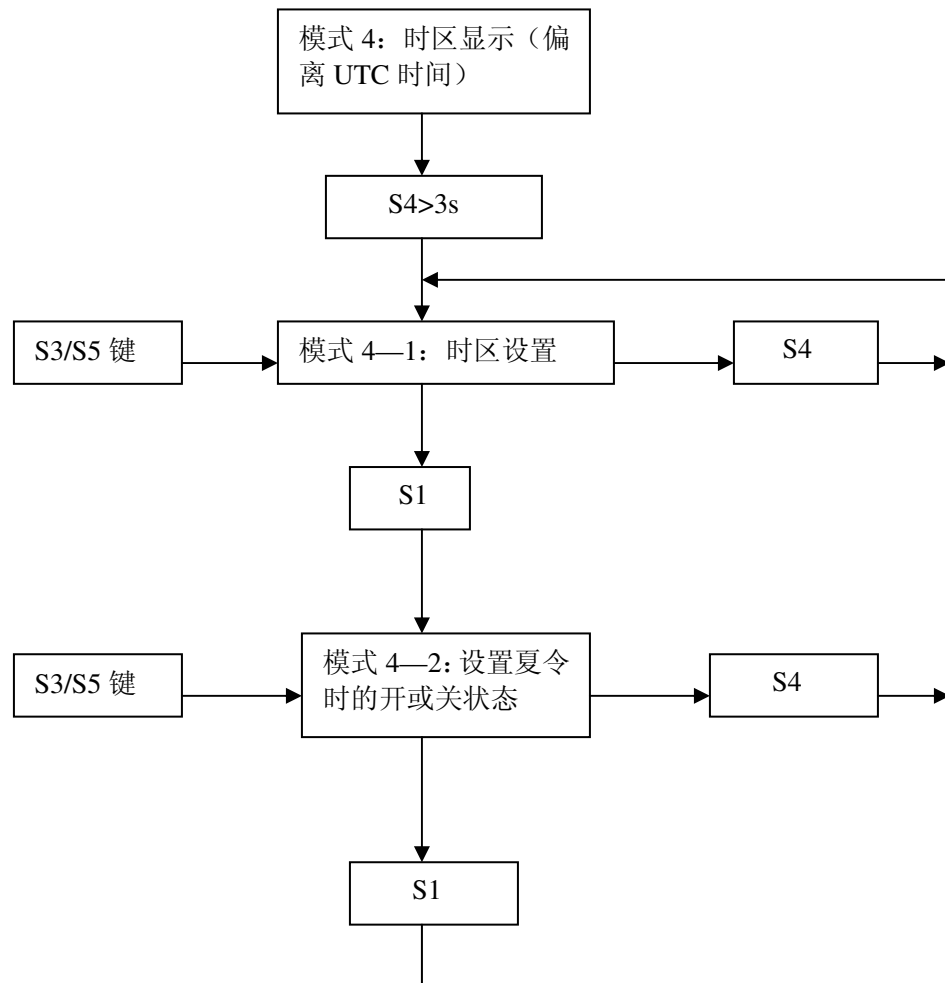 模式 4：时区显示（偏
离 UTC 时间）
S4>3s
S3/S5 键
模式 4—1：时区设置
S4
S1
S3/S5 键
模式 4—2：设置夏令
时的开或关状态
S4
S1